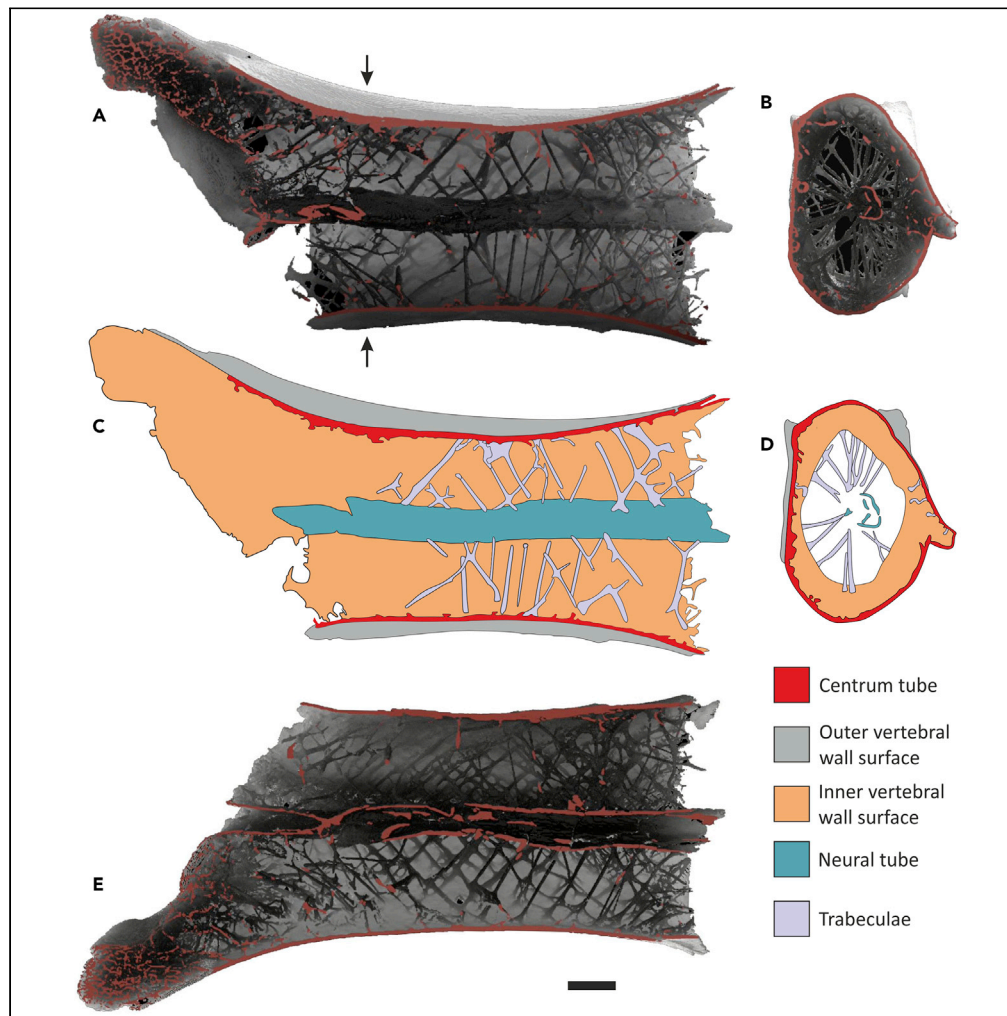 A
B
C
D
Centrum tube
Outer vertebral
wall surface
Inner vertebral
wall surface
Neural tube
E
Trabeculae